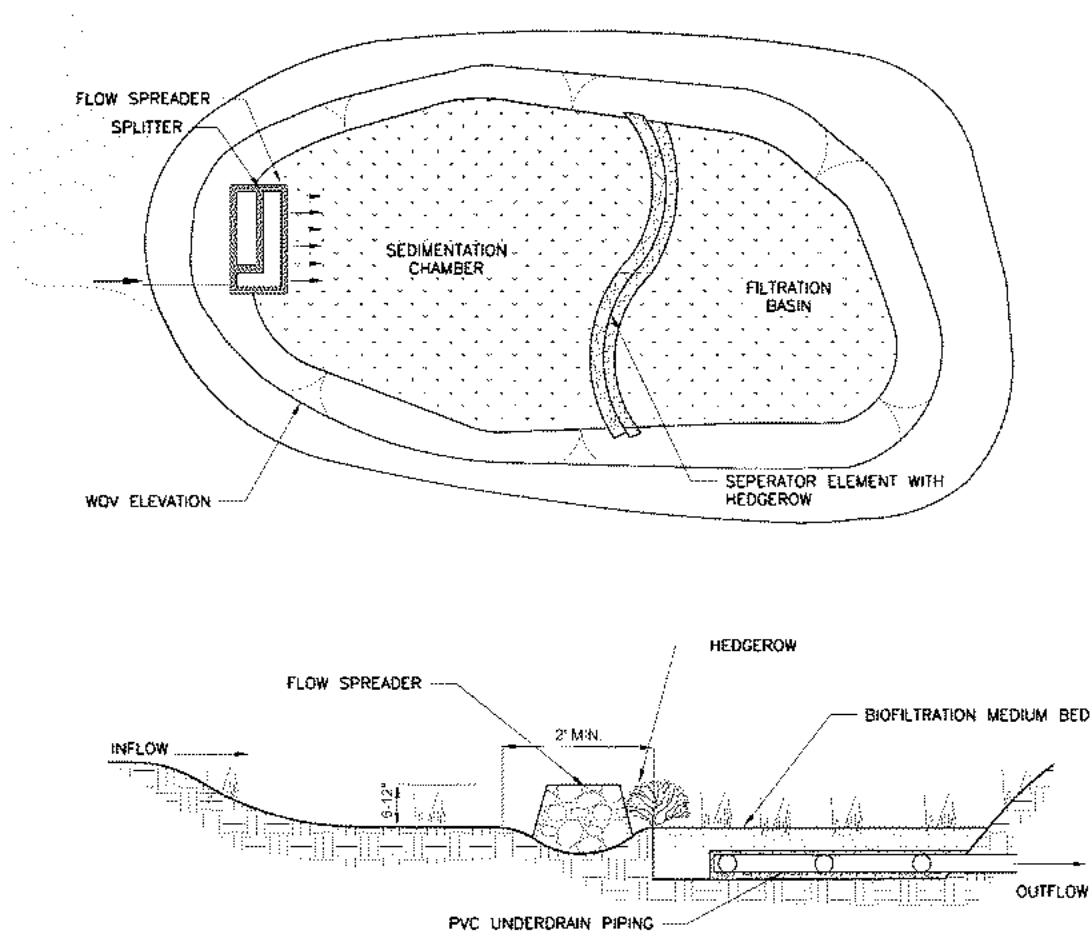 FLOW SPREADER
SPLITTER
SEDIMENTATION
CHAMBER
FILTRATION
BASIN
SEPERATOR ELEMENT WITH
HEDGEROW
WQV ELEVATION
HEDGEROW
FLOW SPREADER
BIOFILTRATION MEDIUM BED
2' MIN.
INFLOW
6-12"
OUTFLOW
PVC UNDERDRAIN PIPING